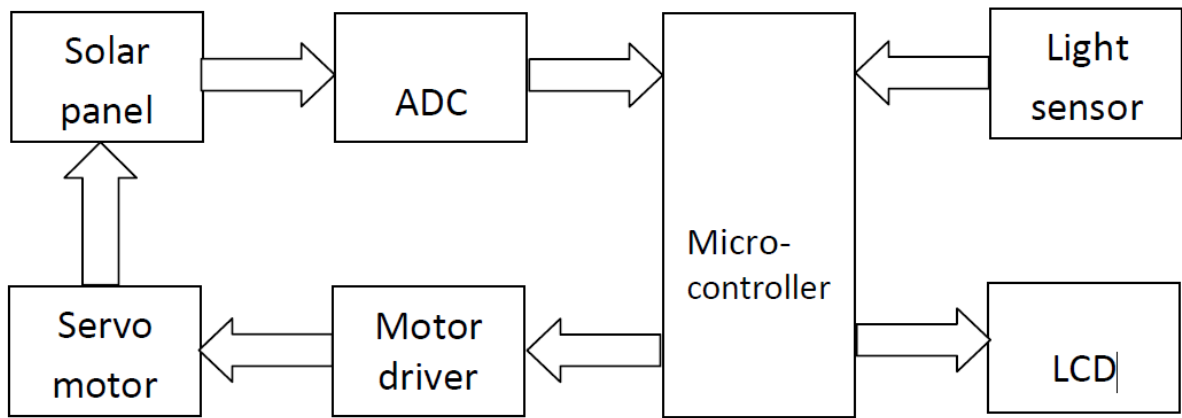 Solar
panel
ADC
Light
sensor
Micro-
controller
Servo
motor
Motor
driver
LCD